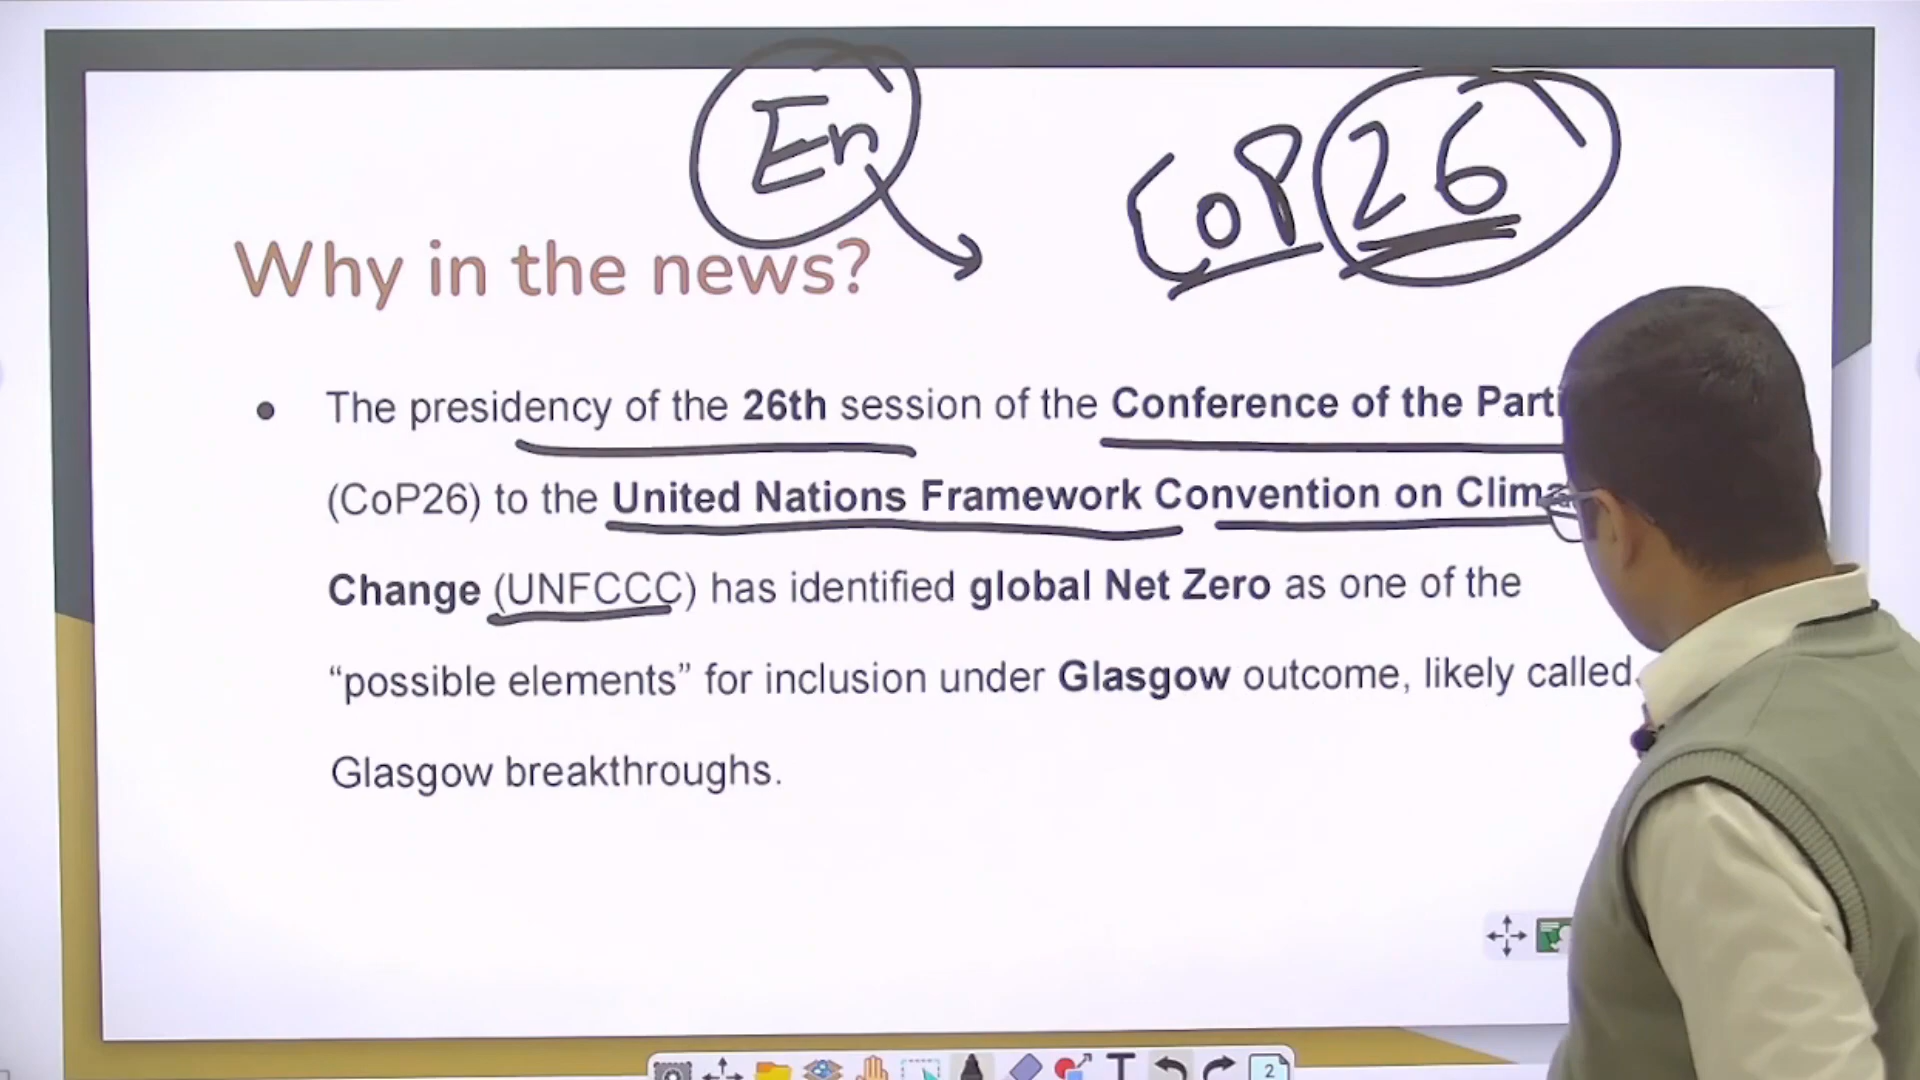 En
CoP 26
Why in the news?
● The presidency of the 26th session of the Conference of the Parti
(CoP26) to the United Nations Framework Convention on Clima
Change (UNFCCC) has identified global Net Zero as one of the
“possible elements” for inclusion under Glasgow outcome, likely called
Glasgow breakthroughs.
T
2